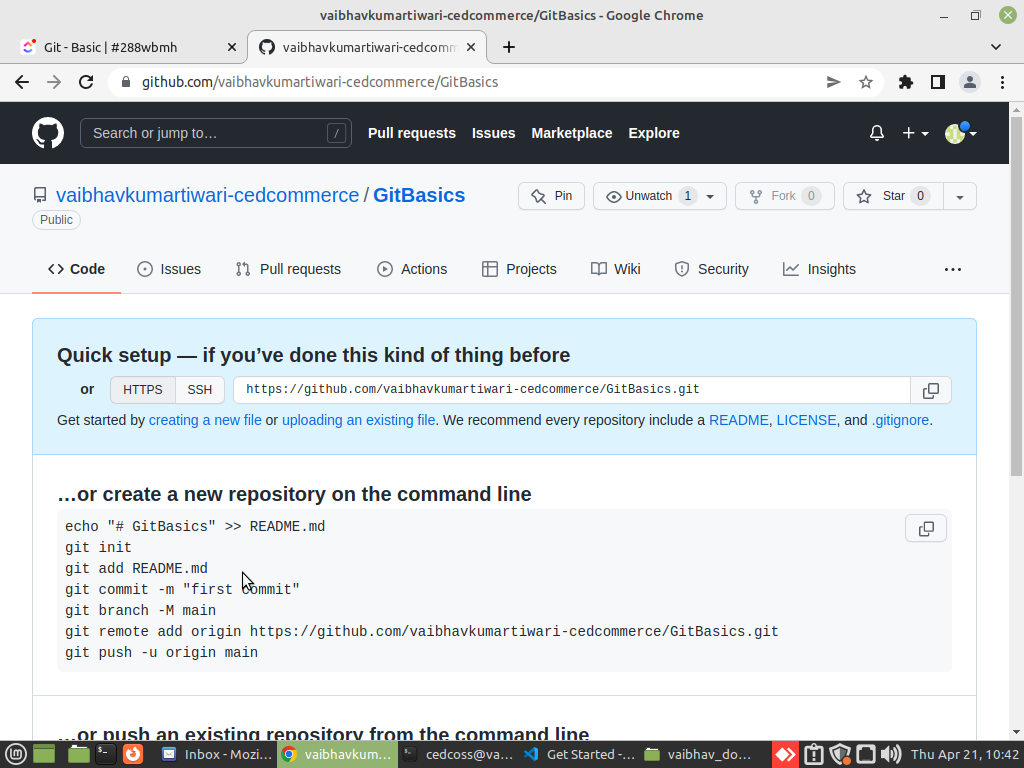 vaibhavkumartiwari-cedcommerce/GitBasics - Google Chrome
Git - Basic | #288wbmh
vaibhavkumartiwari-cedcomm
github.com/vaibhavkumartiwari-cedcommerce/GitBasics
Search or jump to…
/
Pull requests Issues Marketplace Explore
vaibhavkumartiwari-cedcommerce / GitBasics
Public
Pin
Unwatch 1
Fork 0
Star 0
Code Issues Pull requests Actions Projects Wiki Security Insights
Quick setup — if you’ve done this kind of thing before
or HTTPS SSH https://github.com/vaibhavkumartiwari-cedcommerce/GitBasics.git
Get started by creating a new file or uploading an existing file. We recommend every repository include a README, LICENSE, and .gitignore.
…or create a new repository on the command line
echo "# GitBasics" >> README.md
git init
git add README.md
git commit -m "first commit"
git branch -M main
git remote add origin https://github.com/vaibhavkumartiwari-cedcommerce/GitBasics.git
git push -u origin main
…or push an existing repository from the command line
Inbox - Mozi... vaibhavkum... cedcoss@va... Get Started -... vaibhav_do... Thu Apr 21, 10:42